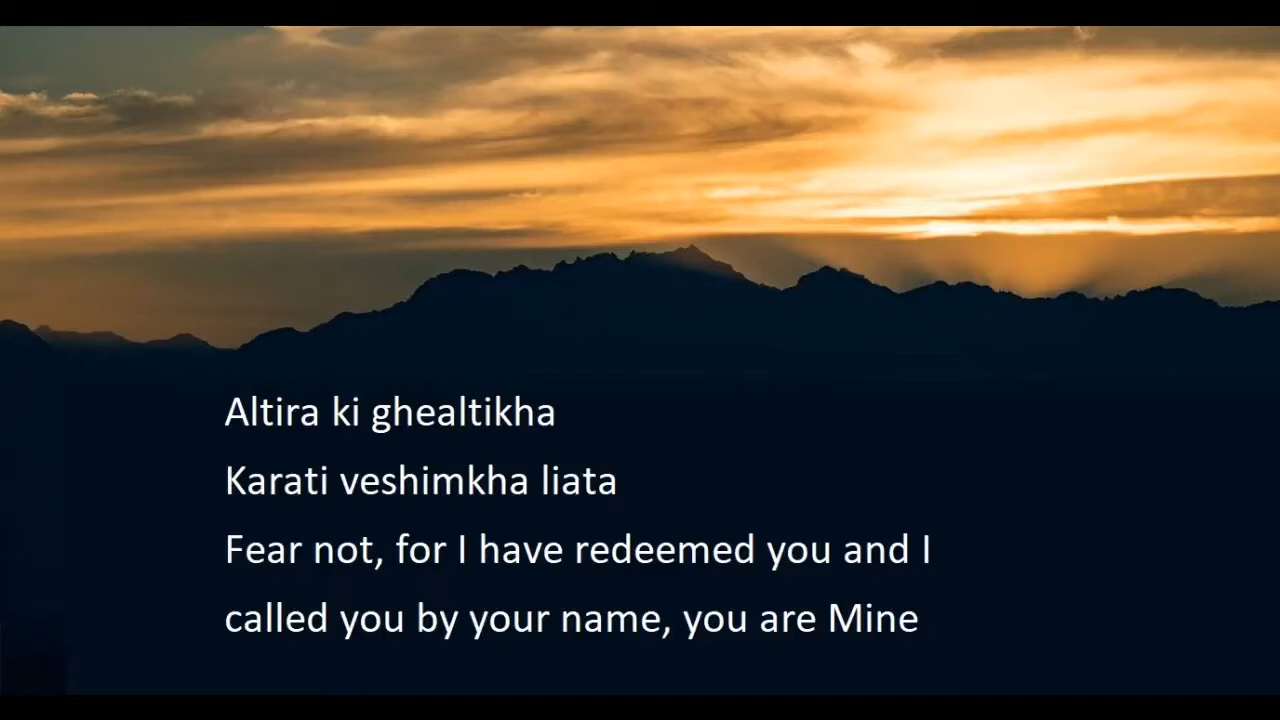 Altira ki ghealtikha
Karati veshimkha liata
Fear not, for I have redeemed you and I
called you by your name, you are Mine